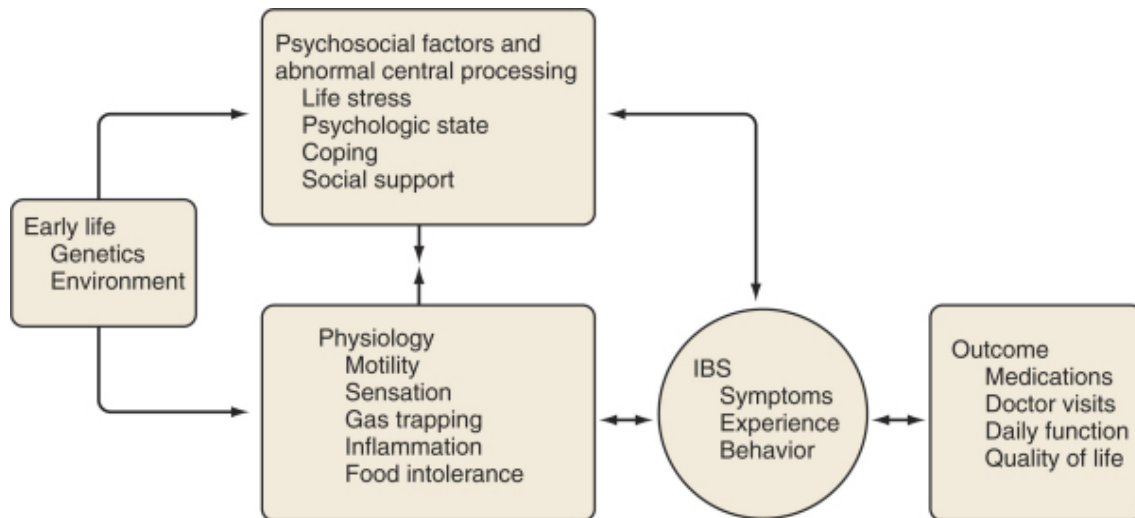 Psychosocial factors and
abnormal central processing
Life stress
Psychologic state
Coping
Social support
Early life
Genetics
Environment
Physiology
Motility
Sensation
Gas trapping
Inflammation
Food intolerance
IBS
Symptoms
Experience
Behavior
Outcome
Medications
Doctor visits
Daily function
Quality of life